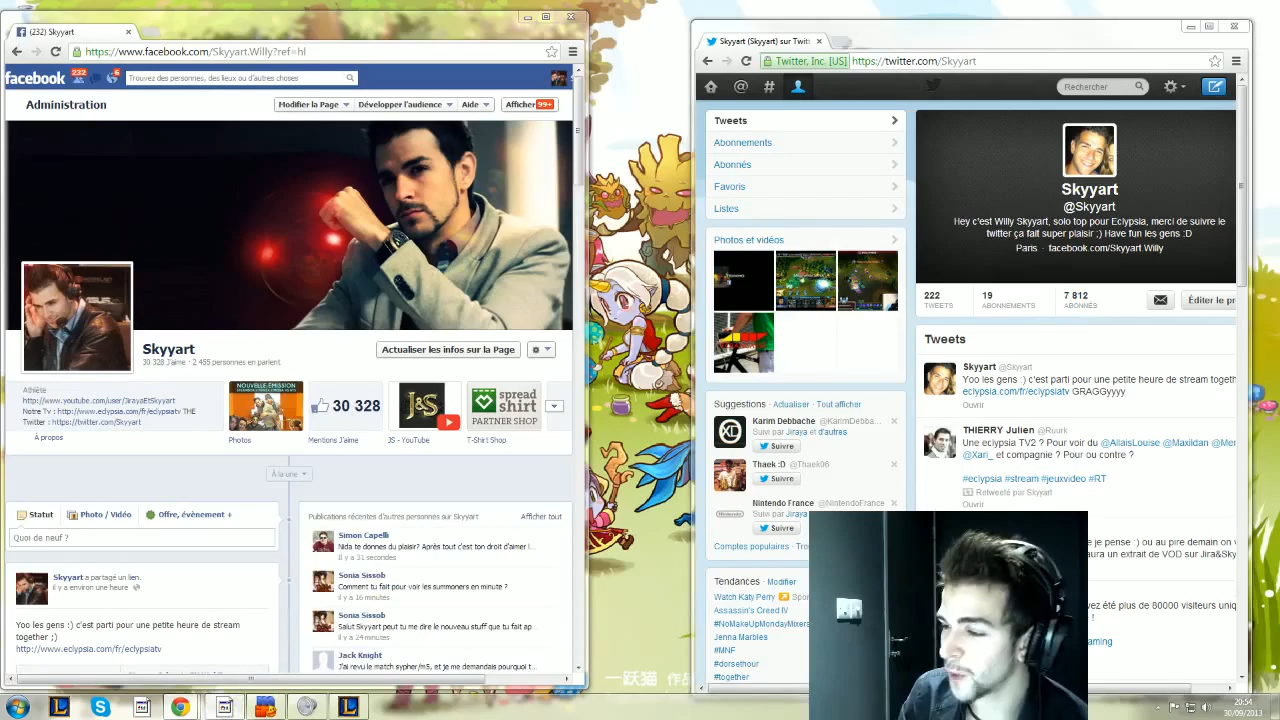 (232) Skyyart
https://www.facebook.com/Skyyart.Willy?ref=hl
facebook
232
6
Trouvez des personnes, des lieux ou d'autres choses
Administration
Modifier la Page
Développer l'audience
Aide
Afficher 99+
Skyyart
30 328 J'aime · 2 455 personnes en parlent
Actualiser les infos sur la Page
Athlète
http://www.youtube.com/user/JirayaEtSkyyart
Notre Tv : http://www.eclypsia.com/fr/eclypsiatv THE
Twitter : https://twitter.com/Skyyart
À propos
NOUVELLE ÉMISSION
30 328
J&S
spread
shirt
PARTNER SHOP
Photos
Mentions J'aime
JS - YouTube
T-Shirt Shop
À la une
Statut
Photo / Vidéo
Offre, évènement +
Quoi de neuf ?
Skyyart a partagé un lien.
il y a environ une heure
Yoo les gens :) c'est parti pour une petite heure de stream
together ;)
http://www.eclypsia.com/fr/eclypsiatv
Publications récentes d'autres personnes sur Skyyart
Afficher tout
Simon Capelli
Nida te donnes du plaisir? Après tout c'est ton droit d'aimer l...
Il y a 31 secondes
Sonia Sissob
Comment tu fait pour voir les summoners en minute ?
il y a 16 minutes
Sonia Sissob
Salut Skyyart peut tu me dire le nouveau stuff que tu fait ap...
il y a 24 minutes
Jack Knight
J'ai revu le match sypher/m5, et je me demandais pourquoi t...
一跃猫 作品
Skyyart (Skyyart) sur Twitt
Twitter, Inc. [US]
https://twitter.com/Skyyart
Rechercher
Tweets
Abonnements
Abonnés
Favoris
Listes
Photos et vidéos
Skyyart
@Skyyart
Hey c'est Willy Skyyart, solo top pour Eclypsia, merci de suivre le
twitter ça fait super plaisir ;) Have fun les gens :D
Paris · facebook.com/Skyyart.Willy
222
TWEETS
19
ABONNEMENTS
7 812
ABONNÉS
Éditer le pr
Tweets
Skyyart @Skyyart
Yoo les gens :) c'est parti pour une petite heure de stream togeth
eclypsia.com/fr/eclypsiatv GRAGGyyyy
Ouvrir
THIERRY Julien @Ruurk
Une eclypsia TV2 ? Pour voir du @AllaisLouise @Maxildan @Mer
@Xari_ et compagnie ? Pour ou contre ?
#eclypsia #stream #jeuxvideo #RT
Retweeté par Skyyart
Ouvrir
Suggestions · Actualiser · Tout afficher
Karim Debbache @KarimDebba...
Suivi par Jiraya et d'autres
Suivre
Thaek :D @Thaek06
Suivre
Nintendo France @NintendoFrance
Suivi par Jiraya
Suivre
Comptes populaires · Tro
Tendances · Modifier
Watch Katy Perry Spon
Assassin's Creed IV
#NoMakeUpMondayMixera
Jenna Marbles
#MNF
#dorsethour
#together
e je pense :) ou au pire demain on v
aura un extrait de VOD sur Jira&Sky
vez été plus de 80000 visiteurs uniqu
!
aming
20:54
30/09/2013